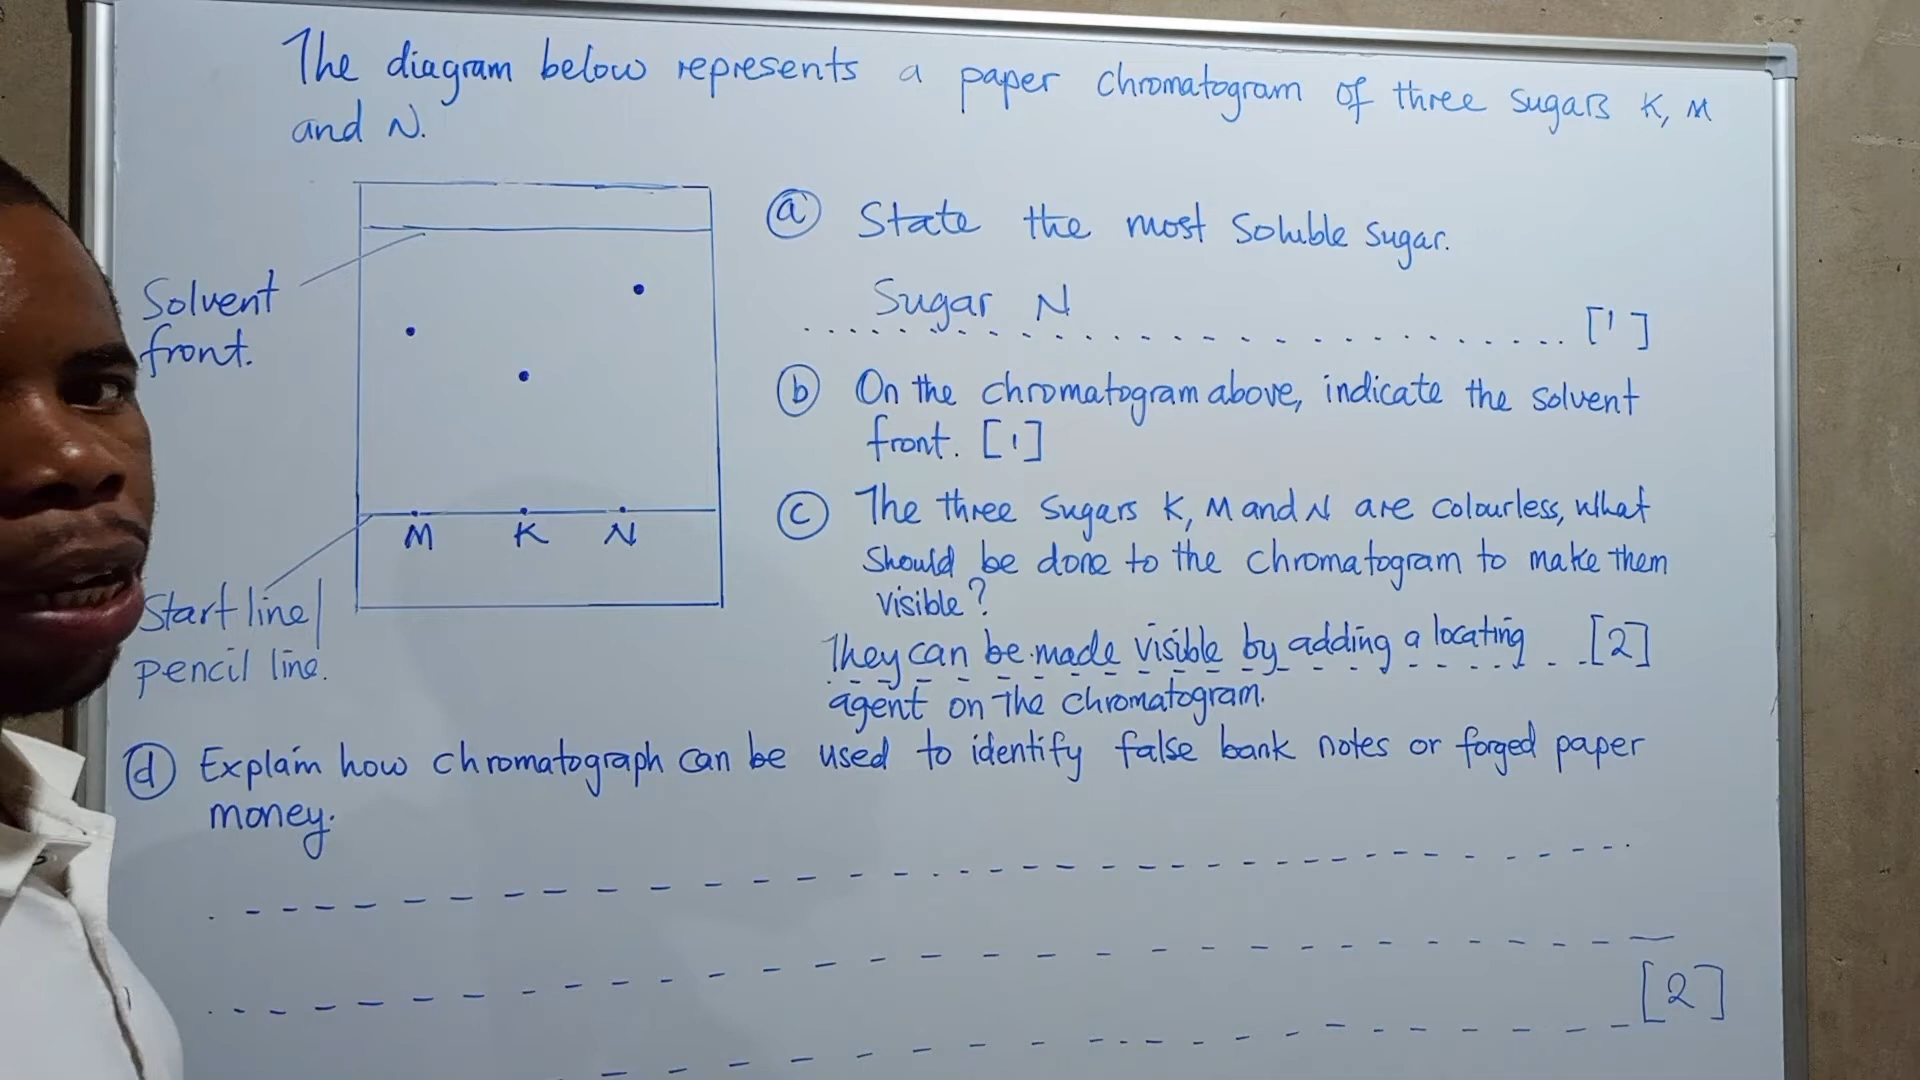 The diagram below represents a paper chromatogram of three sugars K, M
and N.
Solvent
front.
M K N
Start line/
pencil line.
(a) State the most soluble sugar.
Sugar N [1]
(b) On the chromatogram above, indicate the solvent
front. [1]
(c) The three sugars K, M and N are colourless, what
should be done to the chromatogram to make them
visible?
They can be made visible by adding a locating [2]
agent on the chromatogram.
(d) Explain how chromatograph can be used to identify false bank notes or forged paper
money.
[2]